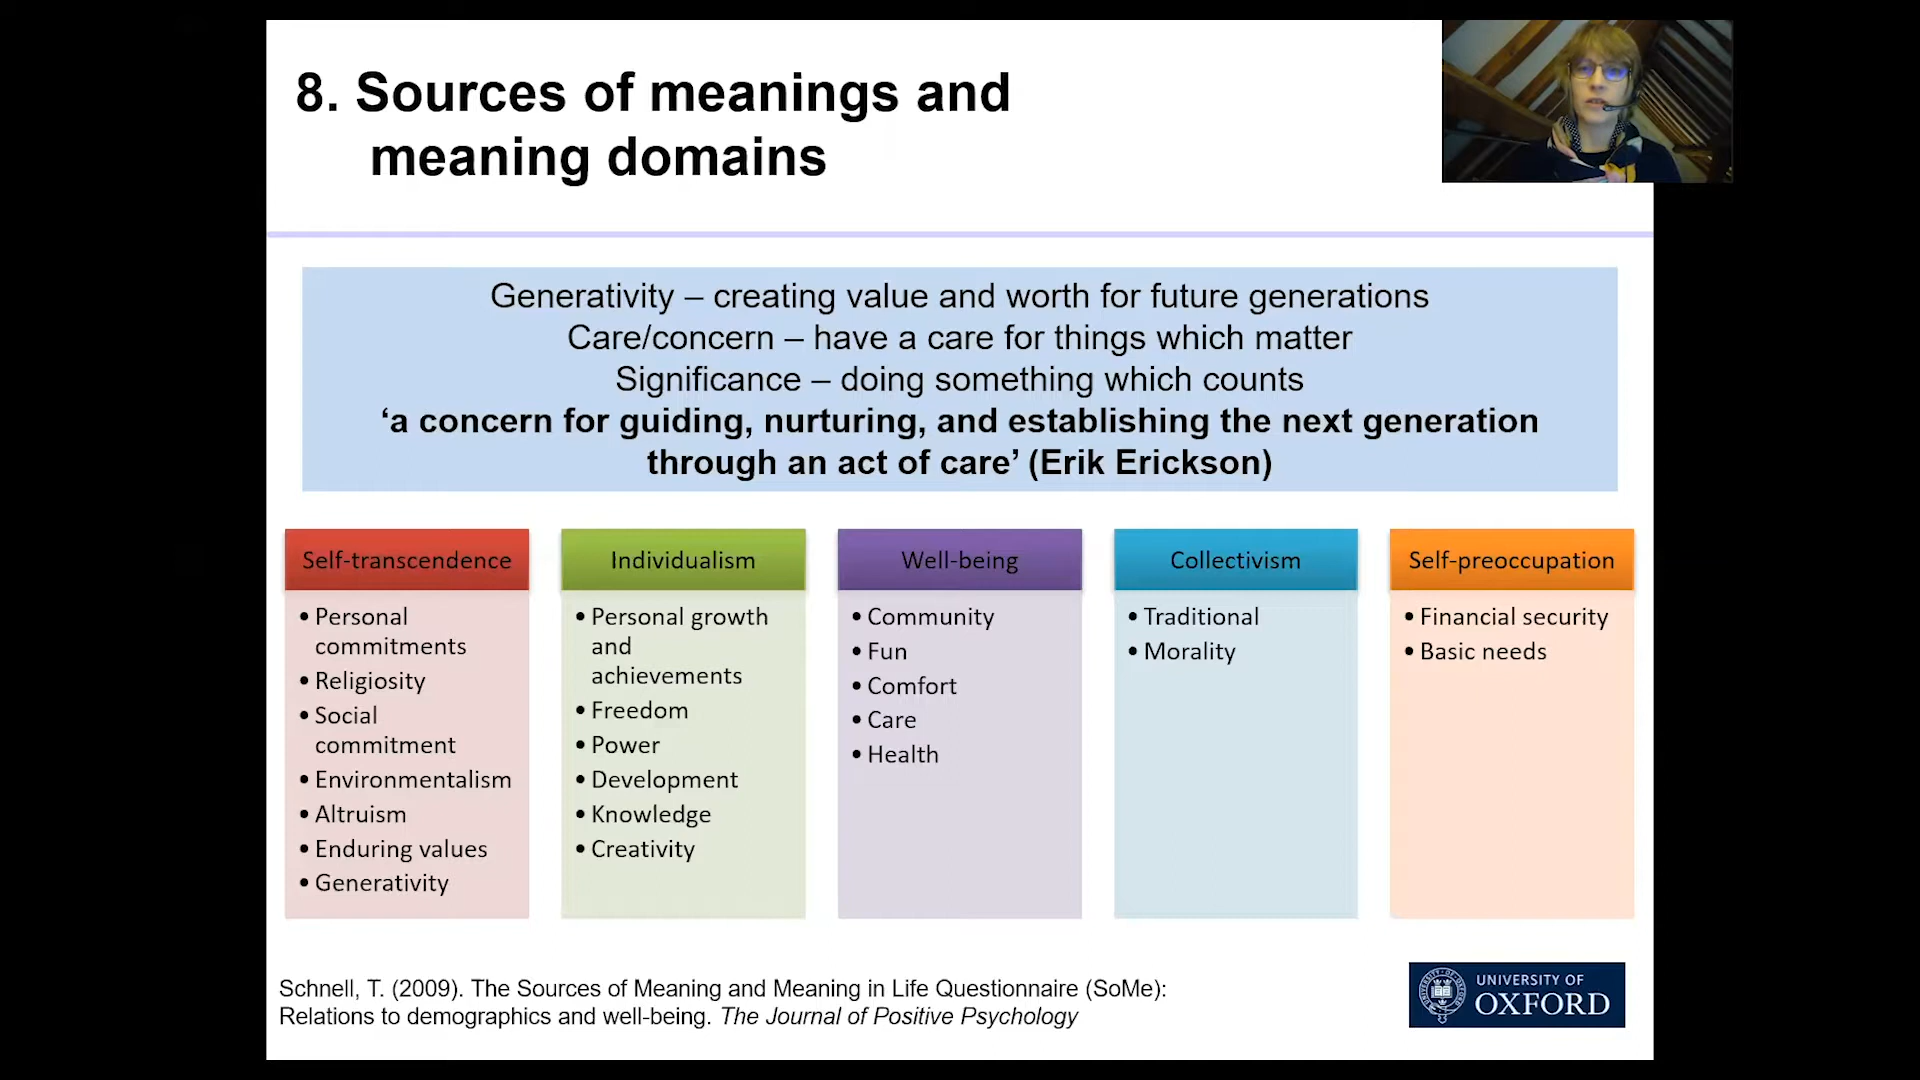 8. Sources of meanings and
meaning domains
Generativity – creating value and worth for future generations
Care/concern – have a care for things which matter
Significance – doing something which counts
‘a concern for guiding, nurturing, and establishing the next generation
through an act of care’ (Erik Erickson)
Self-transcendence
• Personal
commitments
• Religiosity
• Social
commitment
• Environmentalism
• Altruism
• Enduring values
• Generativity
Individualism
• Personal growth
and
achievements
• Freedom
• Power
• Development
• Knowledge
• Creativity
Well-being
• Community
• Fun
• Comfort
• Care
• Health
Collectivism
• Traditional
• Morality
Self-preoccupation
• Financial security
• Basic needs
Schnell, T. (2009). The Sources of Meaning and Meaning in Life Questionnaire (SoMe):
Relations to demographics and well-being. The Journal of Positive Psychology
UNIVERSITY OF
OXFORD